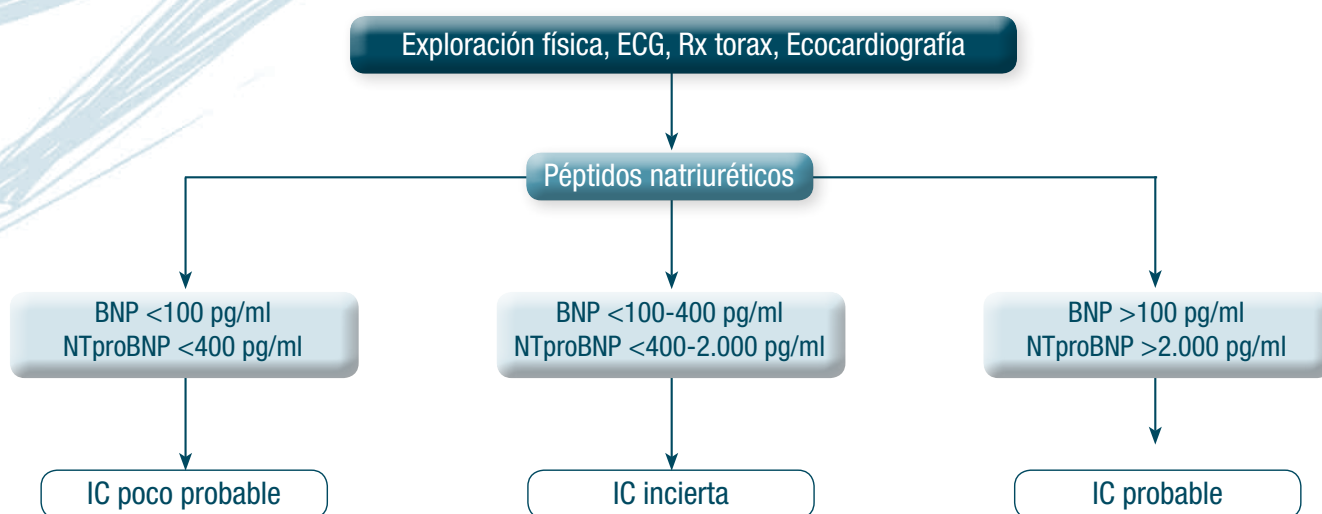 Exploración física, ECG, Rx torax, Ecocardiografía
Péptidos natriuréticos
BNP <100 pg/ml
NTproBNP <400 pg/ml
BNP <100-400 pg/ml
NTproBNP <400-2.000 pg/ml
BNP >100 pg/ml
NTproBNP >2.000 pg/ml
IC poco probable
IC incierta
IC probable